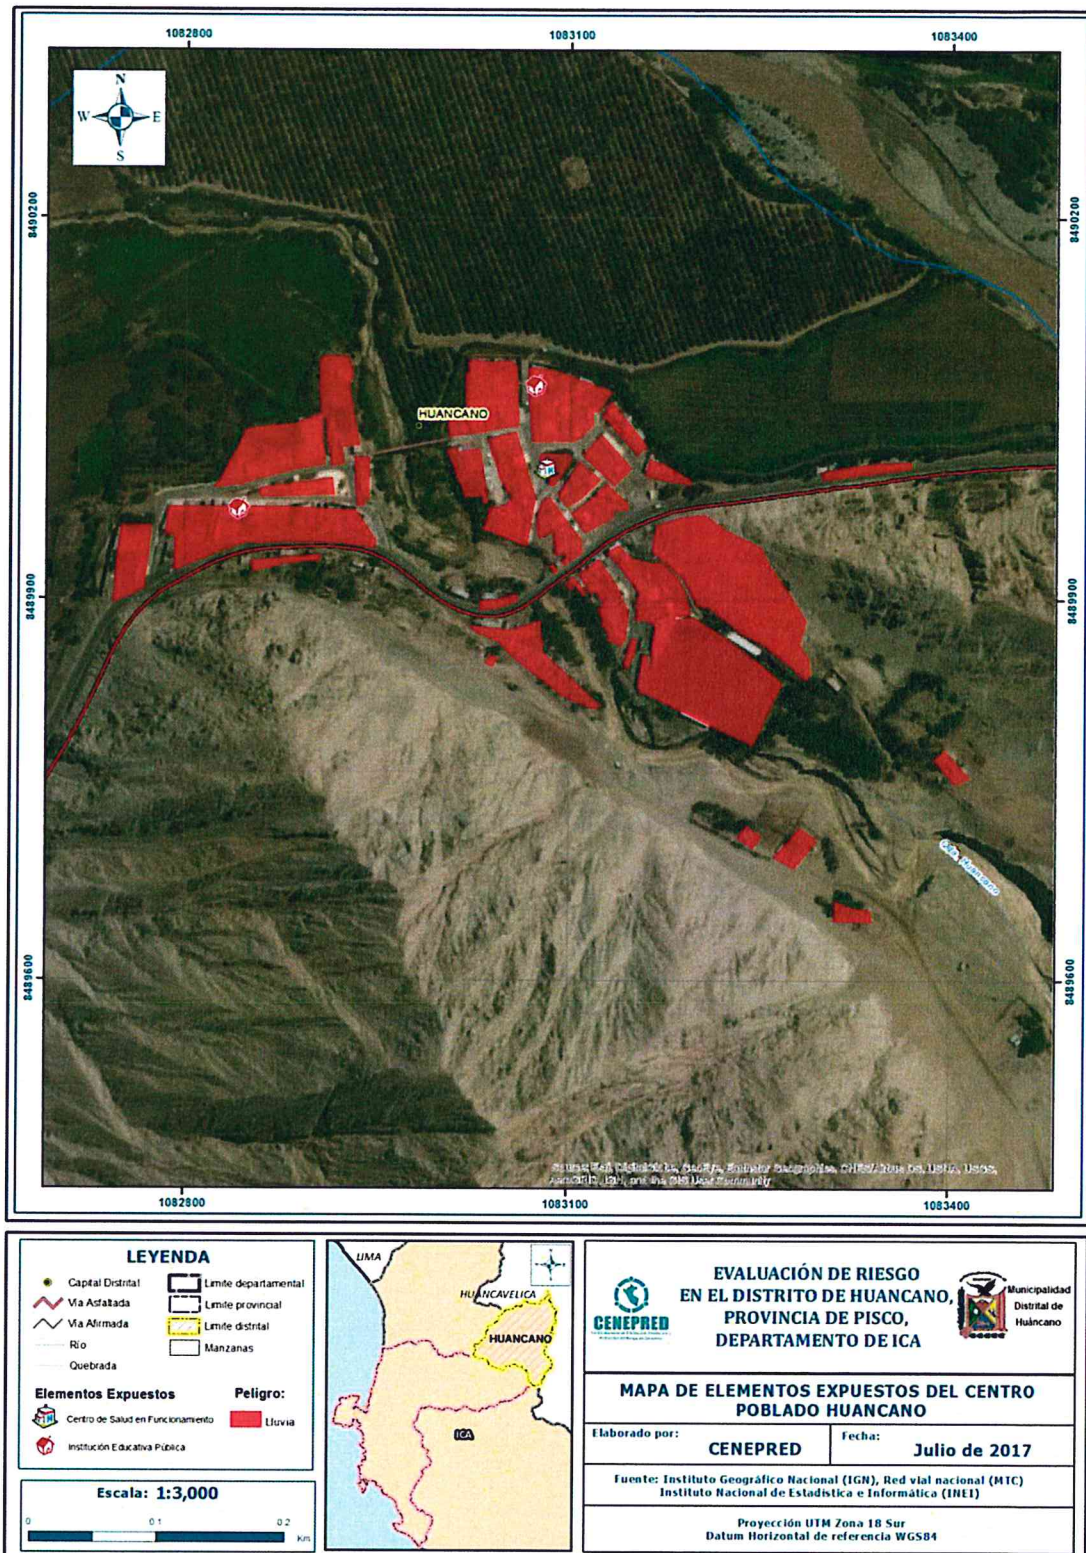 1082800 1083100 1083400
N
W E
S
8490200 8490200
HUANCANO
8489900 8489900
Qda. Huancano
8489600 8489600
1082800 1083100 1083400
LEYENDA
Capital Distrital
Vía Asfaltada
Vía Afirmada
Río
Quebrada
Limite departamental
Limite provincial
Limite distrital
Manzanas
Elementos Expuestos
Centro de Salud en Funcionamiento
Institución Educativa Pública
Peligro:
Lluvia
Escala: 1:3,000
0 0.1 0.2
Km
LIMA
HUANCAVELICA
HUANCANO
ICA
CENEPRED
EVALUACIÓN DE RIESGO
EN EL DISTRITO DE HUANCANO,
PROVINCIA DE PISCO,
DEPARTAMENTO DE ICA
Municipalidad
Distrital de
Huáncano
MAPA DE ELEMENTOS EXPUESTOS DEL CENTRO
POBLADO HUANCANO
Elaborado por:
CENEPRED
Fecha:
Julio de 2017
Fuente: Instituto Geográfico Nacional (IGN), Red vial nacional (MTC)
Instituto Nacional de Estadística e Informática (INEI)
Proyección UTM Zona 18 Sur
Datum Horizontal de referencia WGS84